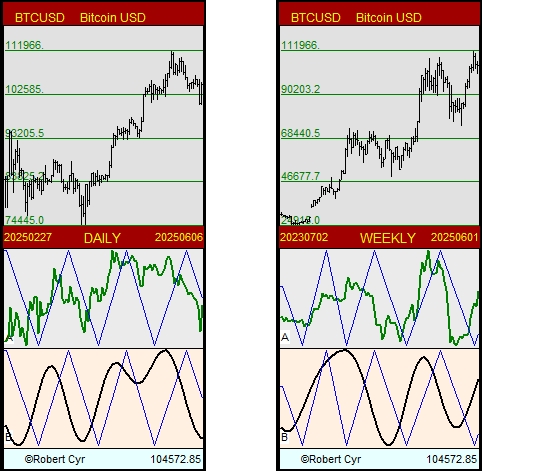 BTCUSD Bitcoin USD
111966.
102585.
93205.5
74445.0
20250227 DAILY 20250606
A
B
©Robert Cyr 104572.85
BTCUSD Bitcoin USD
111966.
90203.2
68440.5
46677.7
20230702 WEEKLY 20250601
A
B
©Robert Cyr 104572.85